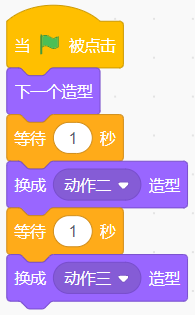 当 被点击
下一个造型
等待 1 秒
换成 动作二 造型
等待 1 秒
换成 动作三 造型